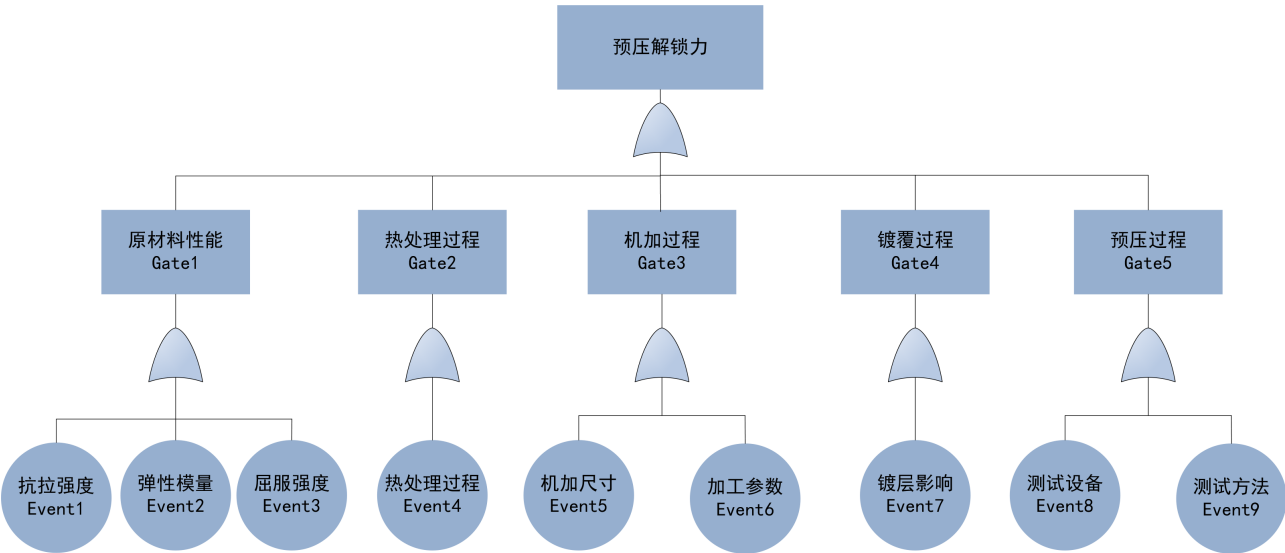 预压解锁力
原材料性能
Gate1
热处理过程
Gate2
机加过程
Gate3
镀覆过程
Gate4
预压过程
Gate5
抗拉强度
Event1
弹性模量
Event2
屈服强度
Event3
热处理过程
Event4
机加尺寸
Event5
加工参数
Event6
镀层影响
Event7
测试设备
Event8
测试方法
Event9